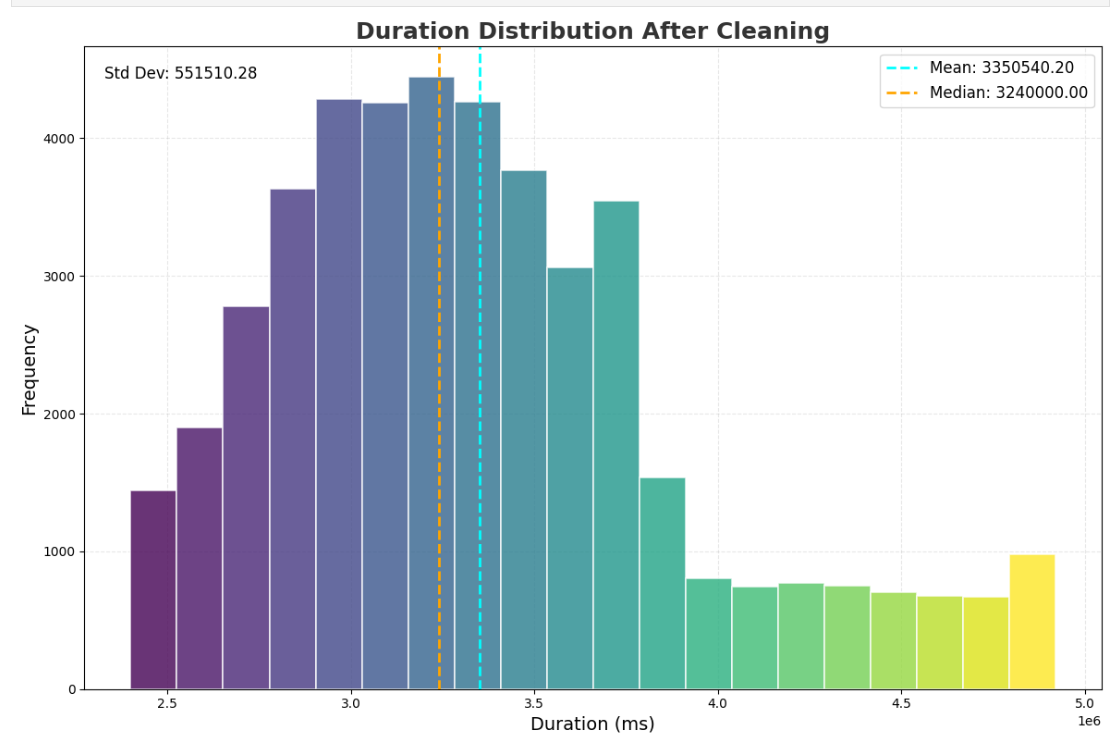 Duration Distribution After Cleaning
Std Dev: 551510.28
Mean: 3350540.20
Median: 3240000.00
Frequency
4000
3000
2000
1000
0
2.5
3.0
3.5
4.0
4.5
5.0
1e6
Duration (ms)